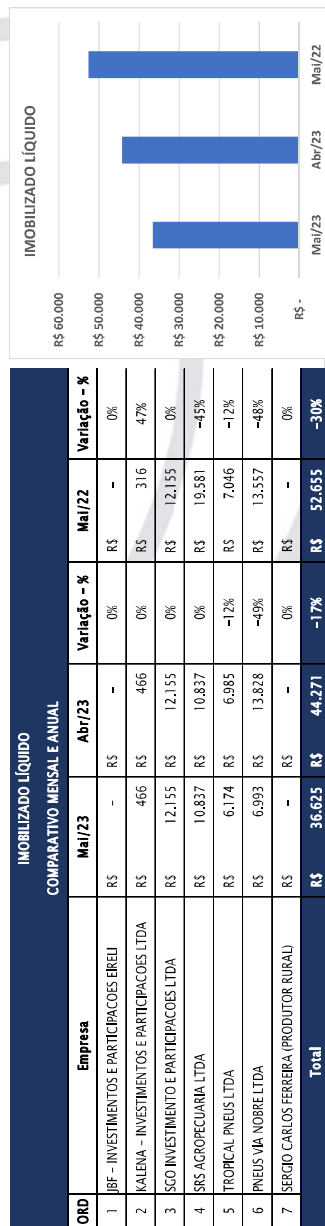 IMOBILIZADO LÍQUIDO
COMPARATIVO MENSAL E ANUAL
ORD Empresa Mai/23 Abr/23 Variação – % Mai/22 Variação – %
1 JBF – INVESTIMENTOS E PARTICIPACOES EIRELI R$ - R$ – 0% R$ – 0%
2 KALENA – INVESTIMENTOS E PARTICIPACOES LTDA R$ 466 R$ 466 0% R$ 316 47%
3 SGO INVESTIMENTO E PARTICIPACOES LTDA R$ 12.155 R$ 12.155 0% R$ 12.155 0%
4 SRS AGROPECUARIA LTDA R$ 10.837 R$ 10.837 0% R$ 19.581 –45%
5 TROPICAL PNEUS LTDA R$ 6.174 R$ 6.985 –12% R$ 7.046 –12%
6 PNEUS VIA NOBRE LTDA R$ 6.993 R$ 13.828 –49% R$ 13.557 –48%
7 SERGIO CARLOS FERREIRA (PRODUTOR RURAL) R$ – R$ – 0% R$ – 0%
Total R$ 36.625 R$ 44.271 –17% R$ 52.655 –30%
IMOBILIZADO LÍQUIDO
R$ 60.000
R$ 50.000
R$ 40.000
R$ 30.000
R$ 20.000
R$ 10.000
R$ -
Mai/23 Abr/23 Mai/22